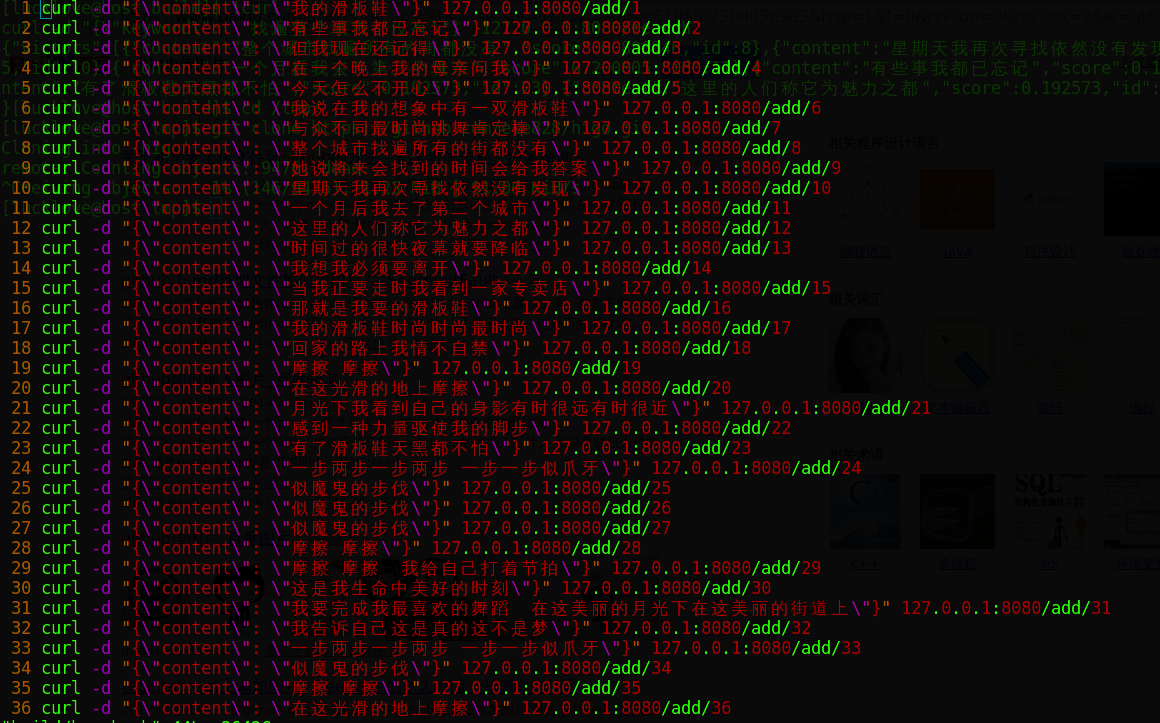 1 curl -d "{\"content\": \"我的滑板鞋\"}" 127.0.0.1:8080/add/1
2 curl -d "{\"content\": \"有些事我都已忘记\"}" 127.0.0.1:8080/add/2
3 curl -d "{\"content\": \"但我现在还记得\"}" 127.0.0.1:8080/add/3
4 curl -d "{\"content\": \"在一个晚上我的母亲问我\"}" 127.0.0.1:8080/add/4
5 curl -d "{\"content\": \"今天怎么不开心\"}" 127.0.0.1:8080/add/5
6 curl -d "{\"content\": \"我说在我的想象中有一双滑板鞋\"}" 127.0.0.1:8080/add/6
7 curl -d "{\"content\": \"与众不同最时尚跳舞肯定棒\"}" 127.0.0.1:8080/add/7
8 curl -d "{\"content\": \"整个城市找遍所有的街都没有\"}" 127.0.0.1:8080/add/8
9 curl -d "{\"content\": \"她说将来会找到的时间会给我答案\"}" 127.0.0.1:8080/add/9
10 curl -d "{\"content\": \"星期天我再次寻找依然没有发现\"}" 127.0.0.1:8080/add/10
11 curl -d "{\"content\": \"一个月后我去了第二个城市\"}" 127.0.0.1:8080/add/11
12 curl -d "{\"content\": \"这里的人们称它为魅力之都\"}" 127.0.0.1:8080/add/12
13 curl -d "{\"content\": \"时间过的很快夜幕就要降临\"}" 127.0.0.1:8080/add/13
14 curl -d "{\"content\": \"我想我必须要离开\"}" 127.0.0.1:8080/add/14
15 curl -d "{\"content\": \"当我正要走时我看到一家专卖店\"}" 127.0.0.1:8080/add/15
16 curl -d "{\"content\": \"那就是我要的滑板鞋\"}" 127.0.0.1:8080/add/16
17 curl -d "{\"content\": \"我的滑板鞋时尚时尚最时尚\"}" 127.0.0.1:8080/add/17
18 curl -d "{\"content\": \"回家的路上我情不自禁\"}" 127.0.0.1:8080/add/18
19 curl -d "{\"content\": \"摩擦 摩擦\"}" 127.0.0.1:8080/add/19
20 curl -d "{\"content\": \"在这光滑的地上摩擦\"}" 127.0.0.1:8080/add/20
21 curl -d "{\"content\": \"月光下我看到自己的身影有时很远有时很近\"}" 127.0.0.1:8080/add/21
22 curl -d "{\"content\": \"感到一种力量驱使我的脚步\"}" 127.0.0.1:8080/add/22
23 curl -d "{\"content\": \"有了滑板鞋天黑都不怕\"}" 127.0.0.1:8080/add/23
24 curl -d "{\"content\": \"一步两步一步两步 一步一步似爪牙\"}" 127.0.0.1:8080/add/24
25 curl -d "{\"content\": \"似魔鬼的步伐\"}" 127.0.0.1:8080/add/25
26 curl -d "{\"content\": \"似魔鬼的步伐\"}" 127.0.0.1:8080/add/26
27 curl -d "{\"content\": \"似魔鬼的步伐\"}" 127.0.0.1:8080/add/27
28 curl -d "{\"content\": \"摩擦 摩擦\"}" 127.0.0.1:8080/add/28
29 curl -d "{\"content\": \"摩擦 摩擦  我给自己打着节拍\"}" 127.0.0.1:8080/add/29
30 curl -d "{\"content\": \"这是我生命中美好的时刻\"}" 127.0.0.1:8080/add/30
31 curl -d "{\"content\": \"我要完成我最喜欢的舞蹈  在这美丽的月光下在这美丽的街道上\"}" 127.0.0.1:8080/add/31
32 curl -d "{\"content\": \"我告诉自己这是真的这不是梦\"}" 127.0.0.1:8080/add/32
33 curl -d "{\"content\": \"一步两步一步两步 一步一步似爪牙\"}" 127.0.0.1:8080/add/33
34 curl -d "{\"content\": \"似魔鬼的步伐\"}" 127.0.0.1:8080/add/34
35 curl -d "{\"content\": \"摩擦 摩擦\"}" 127.0.0.1:8080/add/35
36 curl -d "{\"content\": \"在这光滑的地上摩擦\"}" 127.0.0.1:8080/add/36
相关程序设计语言
编程语言 java 程序设计
相关词汇
相关术语
SQL
c++ 多线程 sql